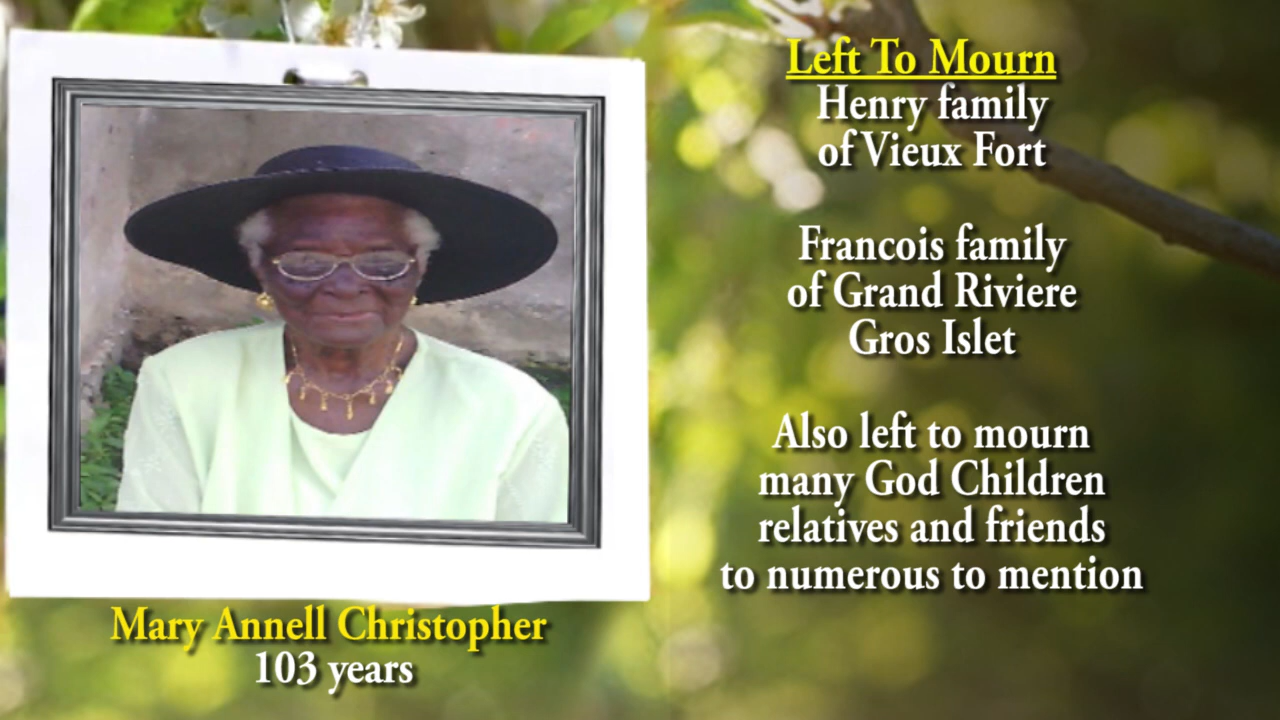 Left To Mourn
Henry family
of Vieux Fort
Francois family
of Grand Riviere
Gros Islet
Also left to mourn
many God Children
relatives and friends
to numerous to mention
Mary Annell Christopher
103 years